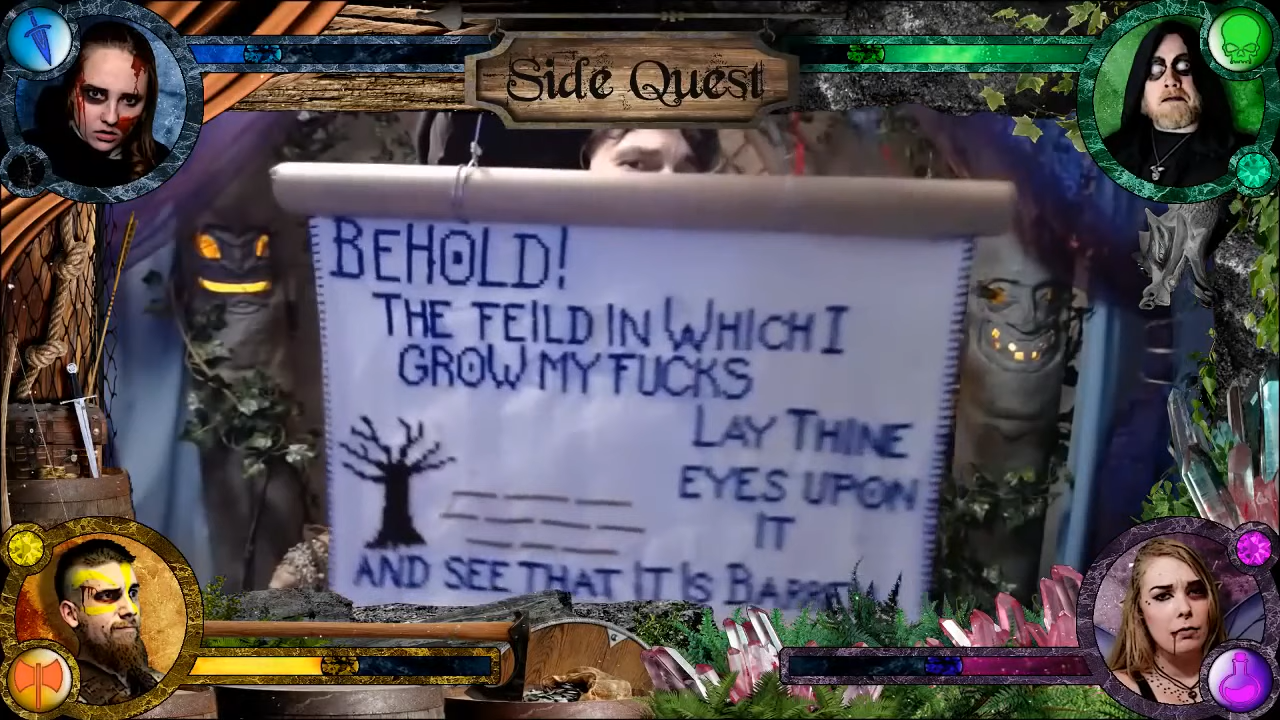 Side Quest
BEHOLD!
THE FEILD IN WHICH I
GROW MY FUCKS
LAY THINE
EYES UPON
IT
AND SEE THAT IT IS